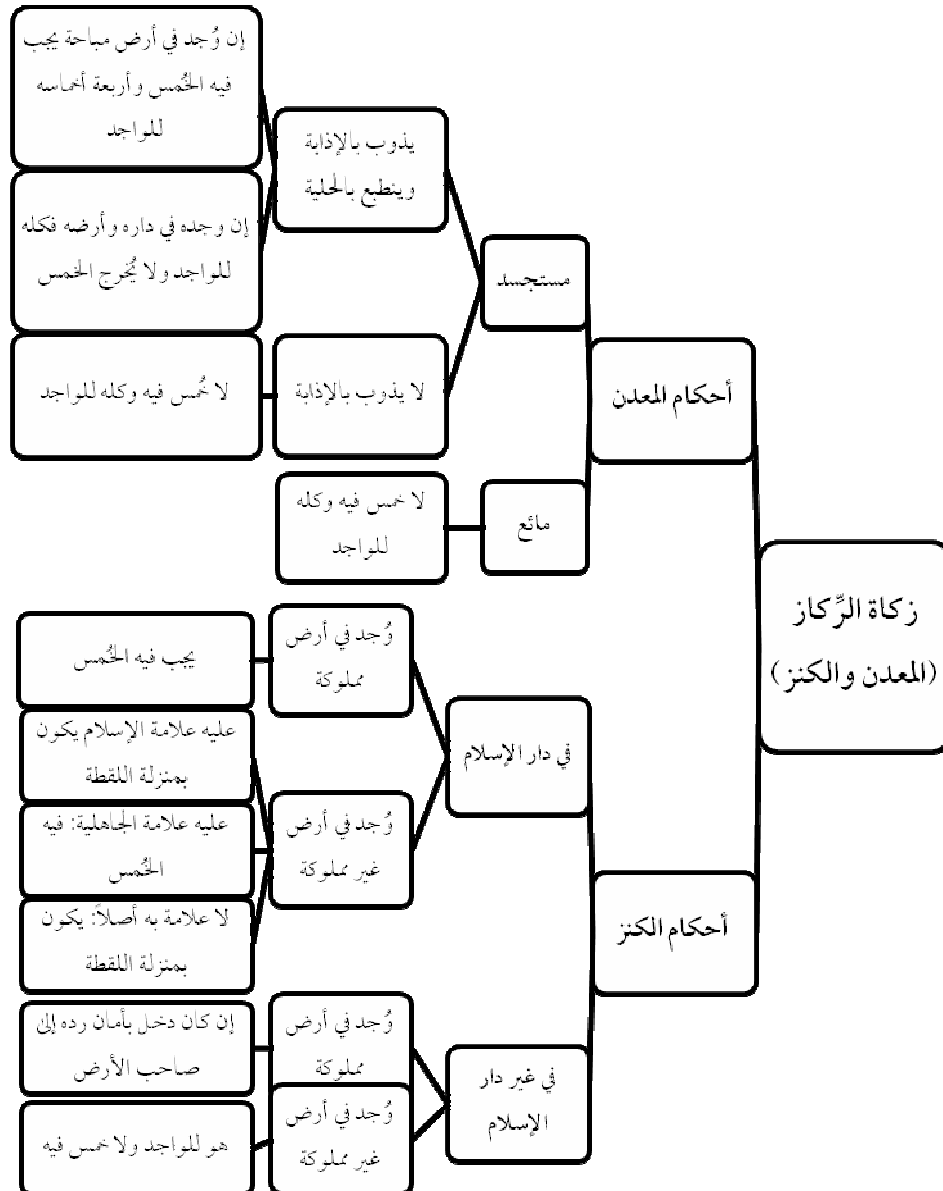 زكاة الرِّكاز
(المعدن والكنز)
أحكام المعدن
مستجسد
يذوب بالإذابة
وينطبع بالحلية
إن وُجد في أرض مباحة يجب
فيه الخُمس وأربعة أخماسه
للواجد
إن وجده في داره وأرضه فكله
للواجد ولا يُخرج الخمس
لا يذوب بالإذابة
لا خُمس فيه وكله للواجد
مائع
لا خمس فيه وكله
للواجد
أحكام الكنز
في دار الإسلام
وُجد في أرض
مملوكة
يجب فيه الخُمس
وُجد في أرض
غير مملوكة
عليه علامة الإسلام يكون
بمنزلة اللقطة
عليه علامة الجاهلية: فيه
الخُمس
لا علامة به أصلاً: يكون
بمنزلة اللقطة
في غير دار
الإسلام
وُجد في أرض
مملوكة
إن كان دخل بأمان رده إلى
صاحب الأرض
وُجد في أرض
غير مملوكة
هو للواجد ولا خمس فيه